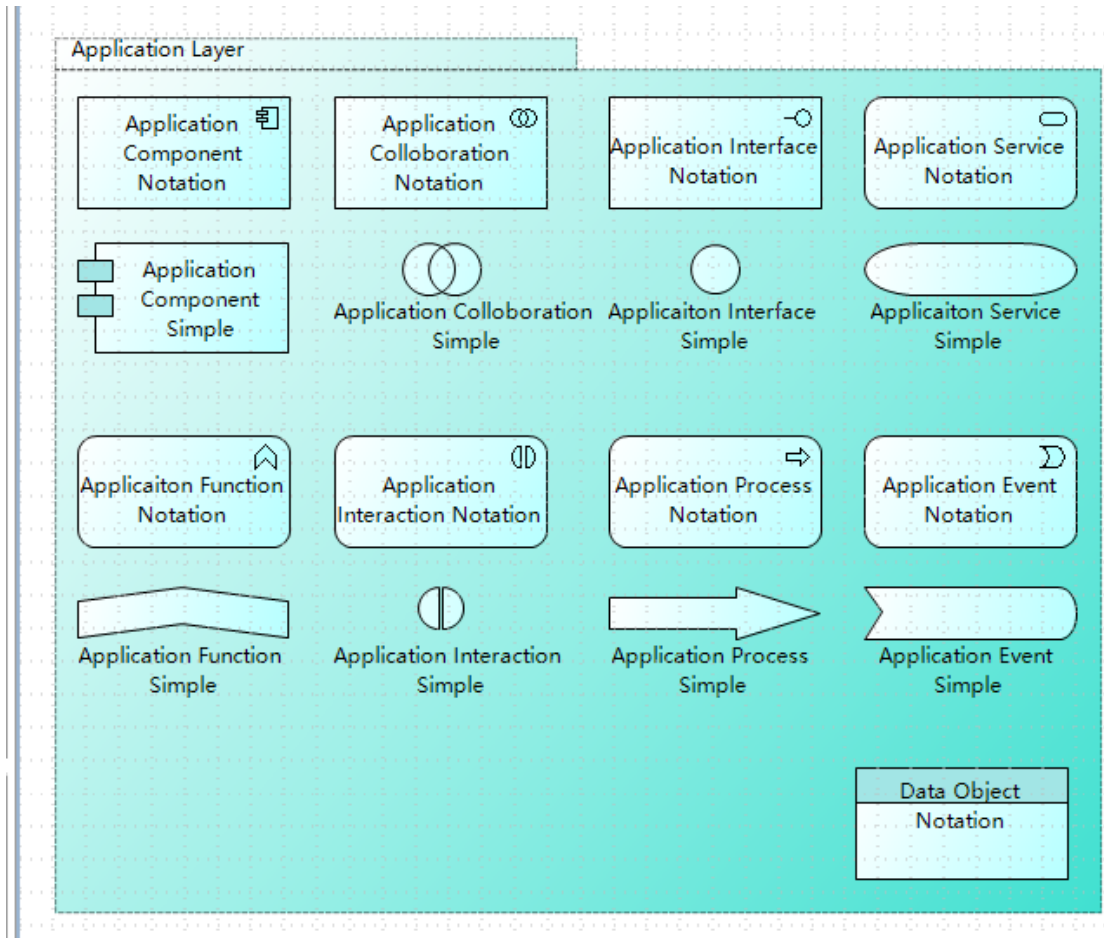 Application Layer
Application
Component
Notation
Application
Colloboration
Notation
Application Interface
Notation
Application Service
Notation
Application
Component
Simple
Application Colloboration
Simple
Applicaiton Interface
Simple
Applicaiton Service
Simple
Applicaiton Function
Notation
Application
Interaction Notation
Application Process
Notation
Application Event
Notation
Application Function
Simple
Application Interaction
Simple
Application Process
Simple
Application Event
Simple
Data Object
Notation